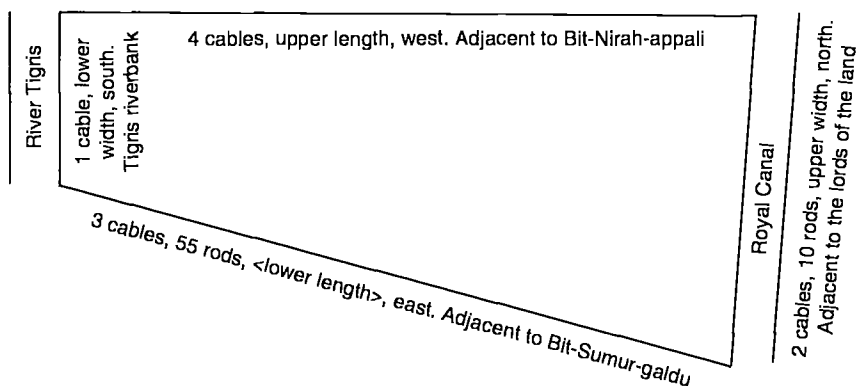 River Tigris
1 cable, lower
width, south.
Tigris riverbank
4 cables, upper length, west. Adjacent to Bit-Nirah-appali
3 cables, 55 rods, <lower length>, east. Adjacent to Bit-Sumur-galdu
Royal Canal
2 cables, 10 rods, upper width, north.
Adjacent to the lords of the land